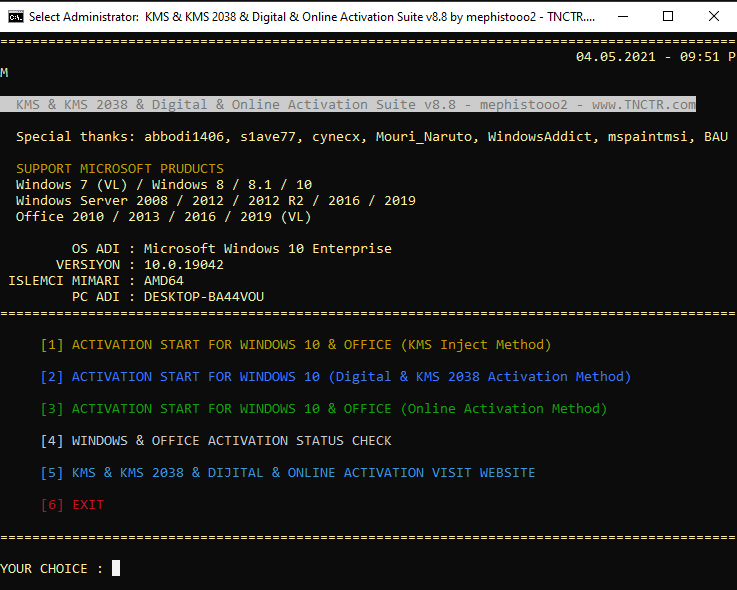 Select Administrator:  KMS & KMS 2038 & Digital & Online Activation Suite v8.8 by mephistooo2 - TNCTR....
04.05.2021 - 09:51 P
M
KMS & KMS 2038 & Digital & Online Activation Suite v8.8 - mephistooo2 - www.TNCTR.com
Special thanks: abbodi1406, s1ave77, cynecx, Mouri_Naruto, WindowsAddict, mspaintmsi, BAU
SUPPORT MICROSOFT PRUDUCTS
Windows 7 (VL) / Windows 8 / 8.1 / 10
Windows Server 2008 / 2012 / 2012 R2 / 2016 / 2019
Office 2010 / 2013 / 2016 / 2019 (VL)
OS ADI : Microsoft Windows 10 Enterprise
VERSIYON : 10.0.19042
ISLEMCI MIMARI : AMD64
PC ADI : DESKTOP-BA44VOU
[1] ACTIVATION START FOR WINDOWS 10 & OFFICE (KMS Inject Method)
[2] ACTIVATION START FOR WINDOWS 10 (Digital & KMS 2038 Activation Method)
[3] ACTIVATION START FOR WINDOWS 10 & OFFICE (Online Activation Method)
[4] WINDOWS & OFFICE ACTIVATION STATUS CHECK
[5] KMS & KMS 2038 & DIJITAL & ONLINE ACTIVATION VISIT WEBSITE
[6] EXIT
YOUR CHOICE :